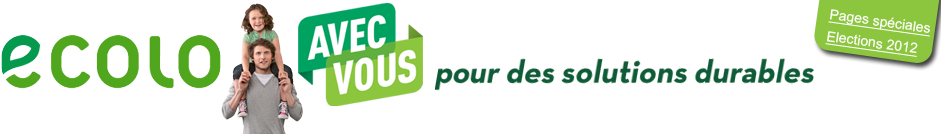 ecolo
AVEC
VOUS
pour des solutions durables
Pages spéciales
Elections 2012